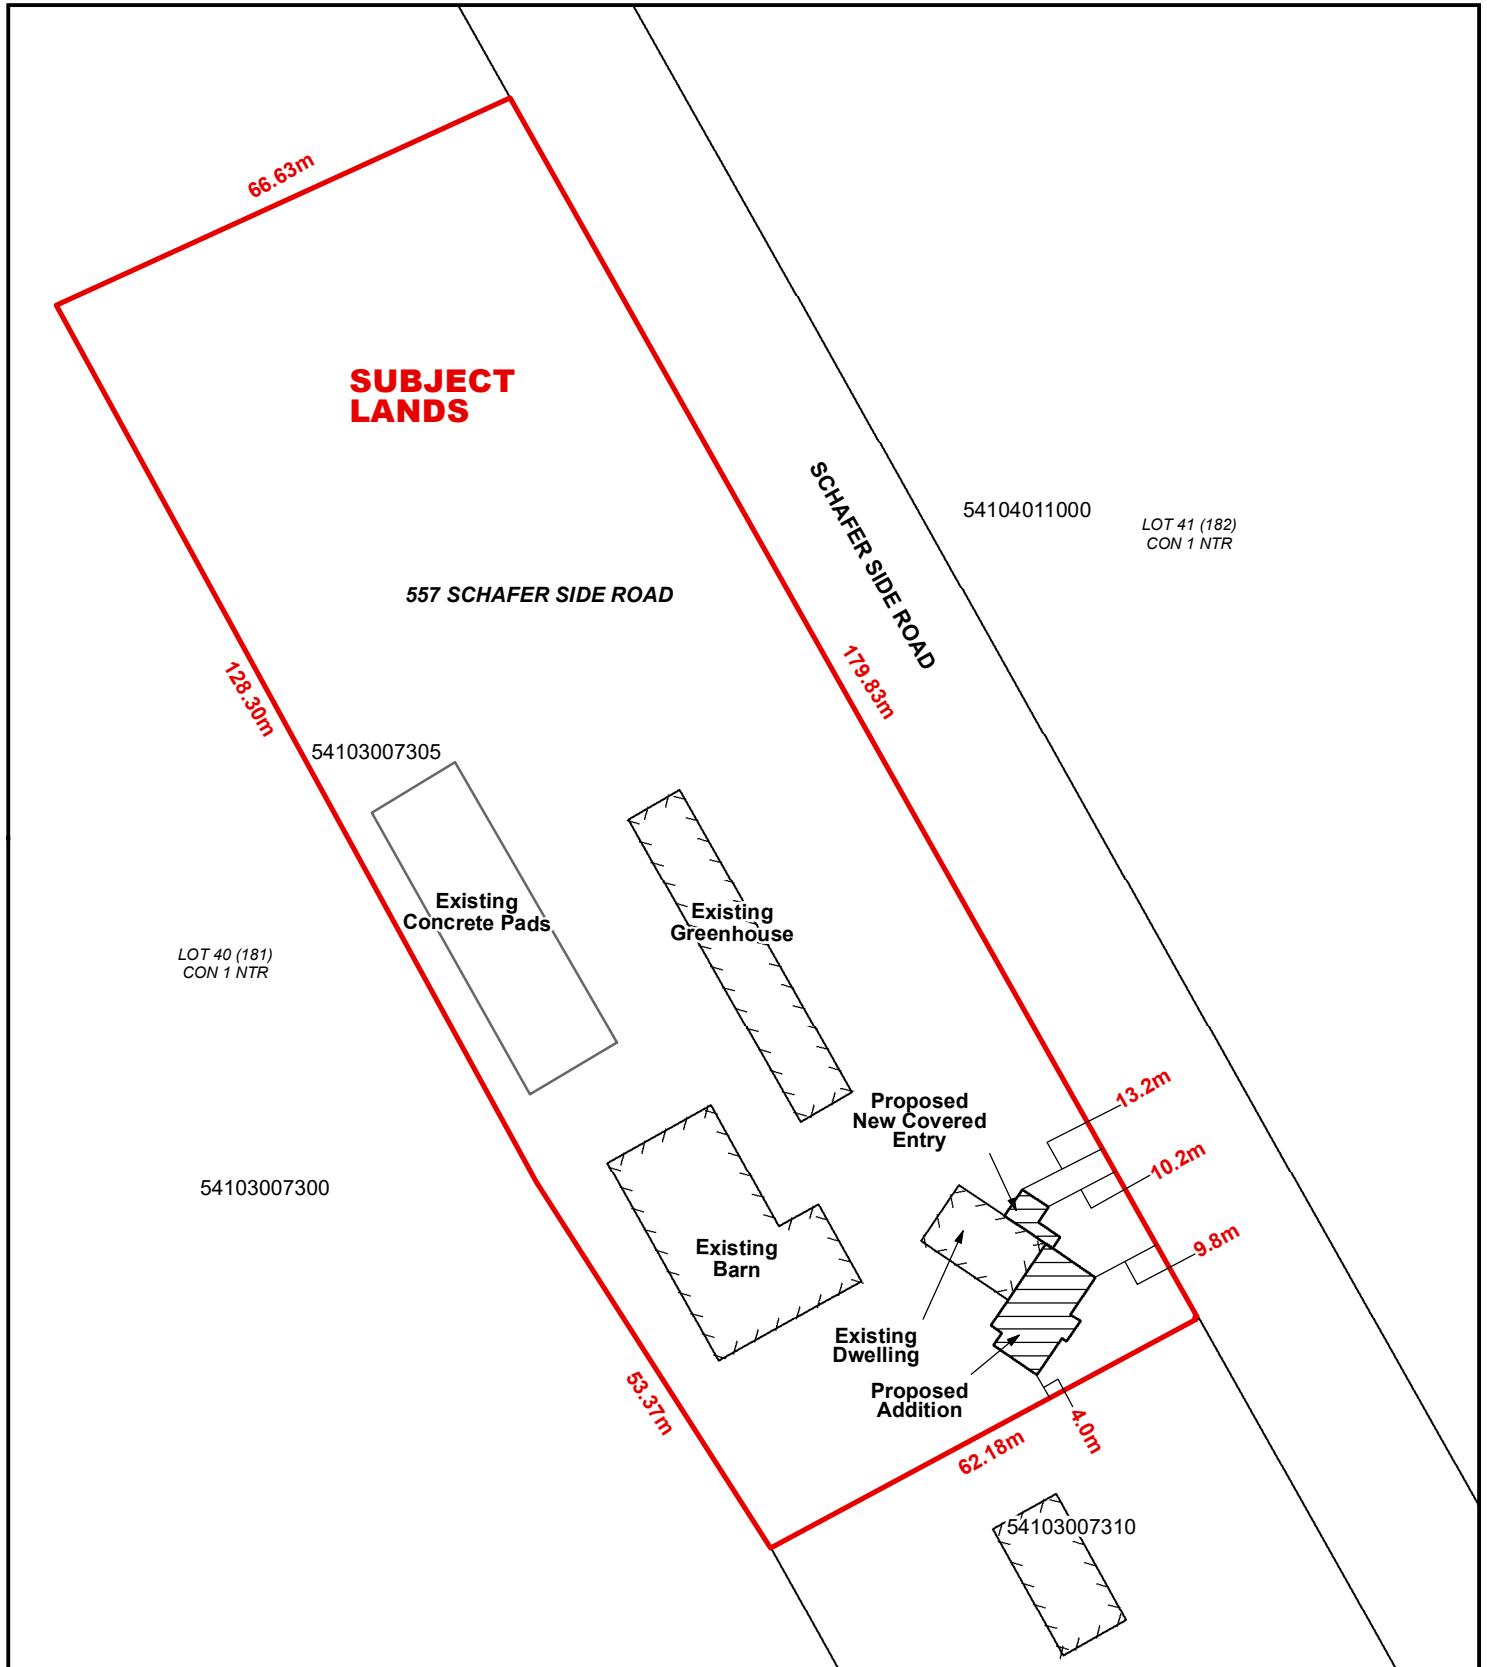 66.63m
SUBJECT
LANDS
SCHAFER SIDE ROAD
54104011000
LOT 41 (182)
CON 1 NTR
557 SCHAFER SIDE ROAD
179.83m
128.30m
54103007305
Existing
Concrete Pads
Existing
Greenhouse
LOT 40 (181)
CON 1 NTR
13.2m
Proposed
New Covered
Entry
10.2m
54103007300
9.8m
Existing
Barn
Existing
Dwelling
Proposed
Addition
53.37m
4.0m
62.18m
54103007310